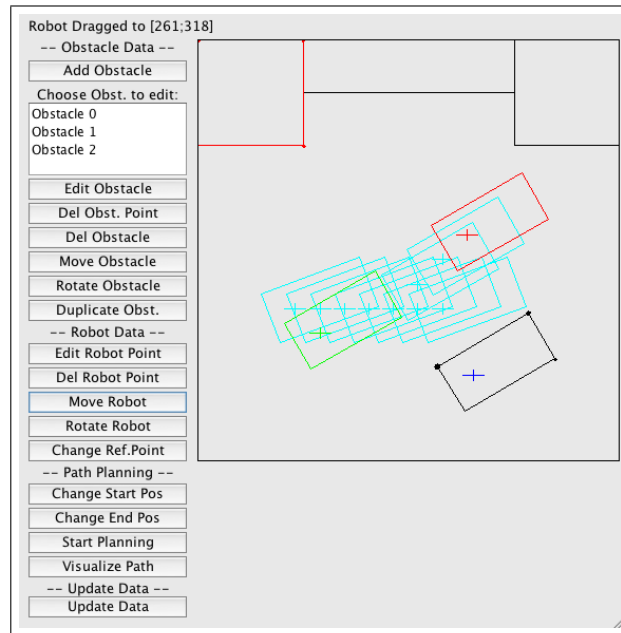 Robot Dragged to [261;318]
-- Obstacle Data --
Add Obstacle
Choose Obst. to edit:
Obstacle 0
Obstacle 1
Obstacle 2
Edit Obstacle
Del Obst. Point
Del Obstacle
Move Obstacle
Rotate Obstacle
Duplicate Obst.
-- Robot Data --
Edit Robot Point
Del Robot Point
Move Robot
Rotate Robot
Change Ref.Point
-- Path Planning --
Change Start Pos
Change End Pos
Start Planning
Visualize Path
-- Update Data --
Update Data